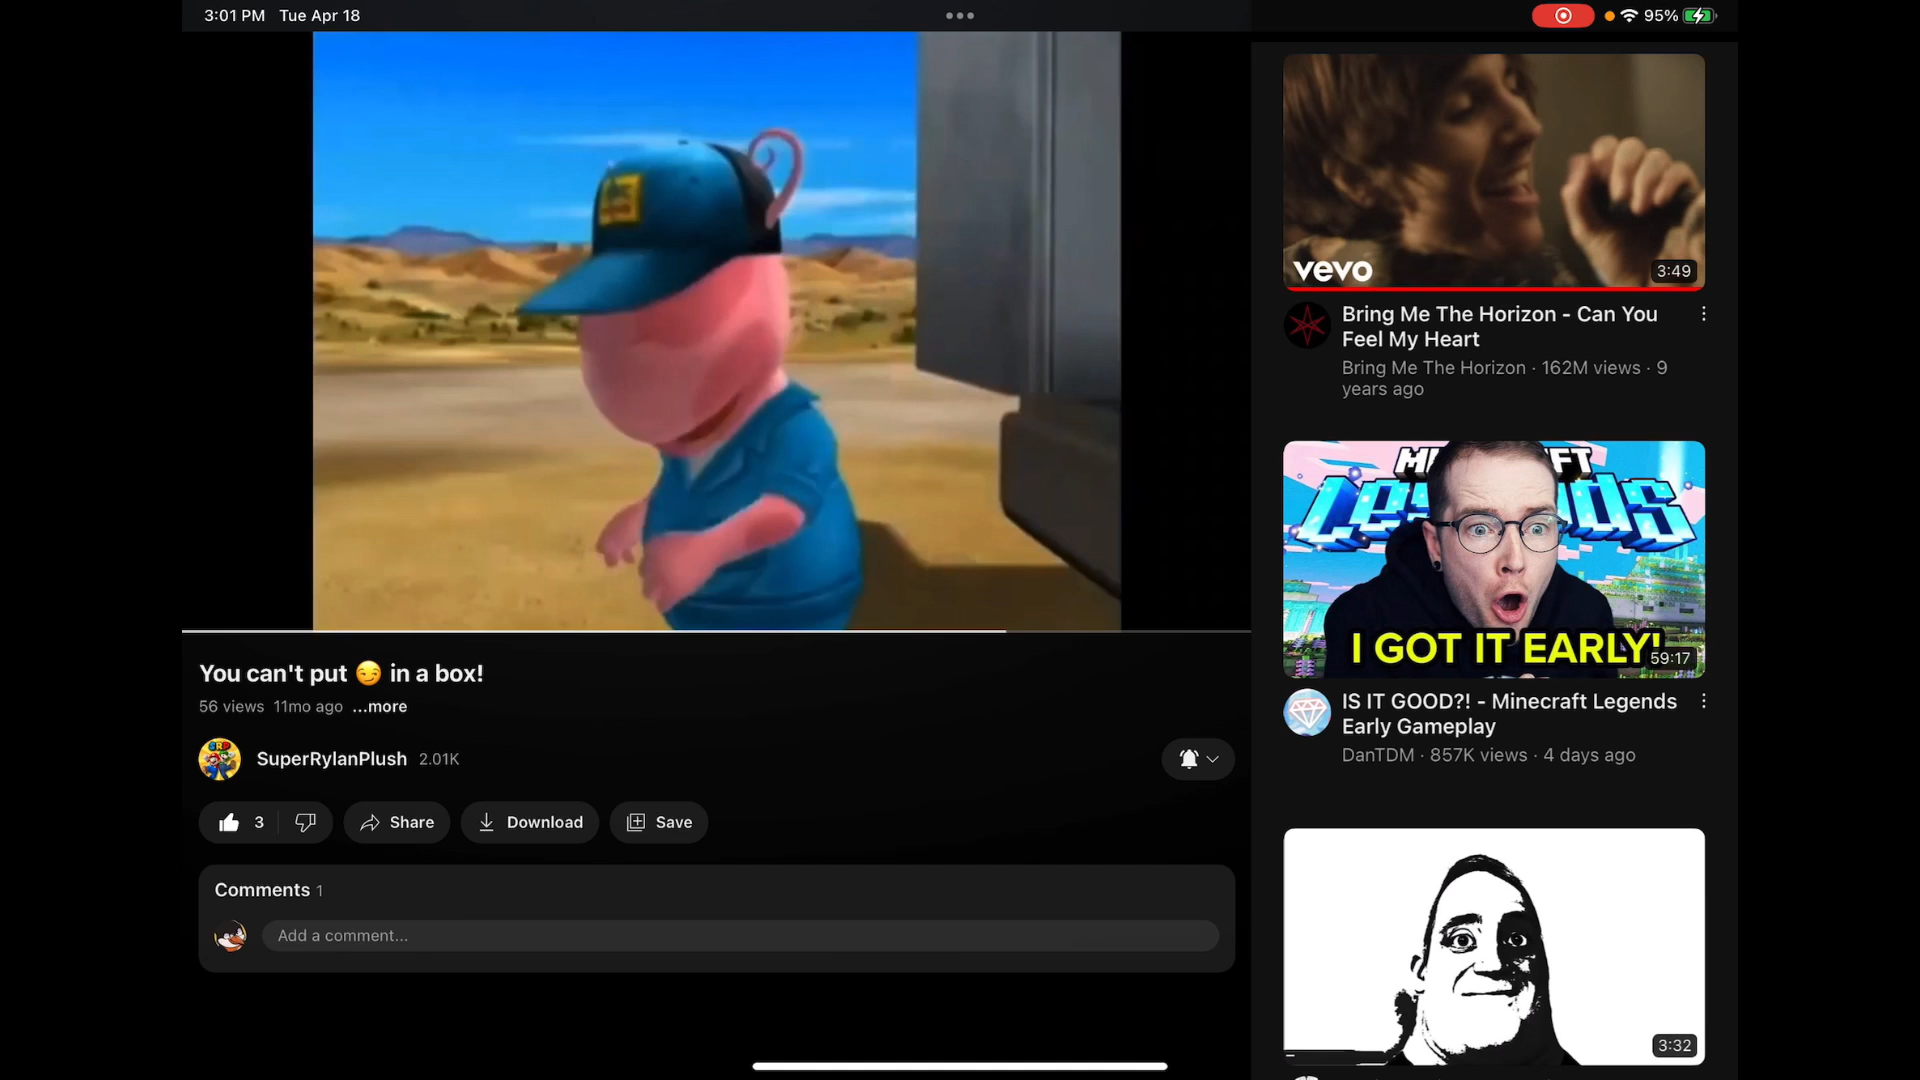 3:01 PM Tue Apr 18
95%
You can't put 😏 in a box!
56 views 11mo ago ...more
SRP
SuperRylanPlush 2.01K
3
Share
Download
Save
Comments 1
Add a comment...
vevo
3:49
Bring Me The Horizon - Can You
Feel My Heart
Bring Me The Horizon · 162M views · 9
years ago
I GOT IT EARLY!
59:17
IS IT GOOD?! - Minecraft Legends
Early Gameplay
DanTDM · 857K views · 4 days ago
3:32